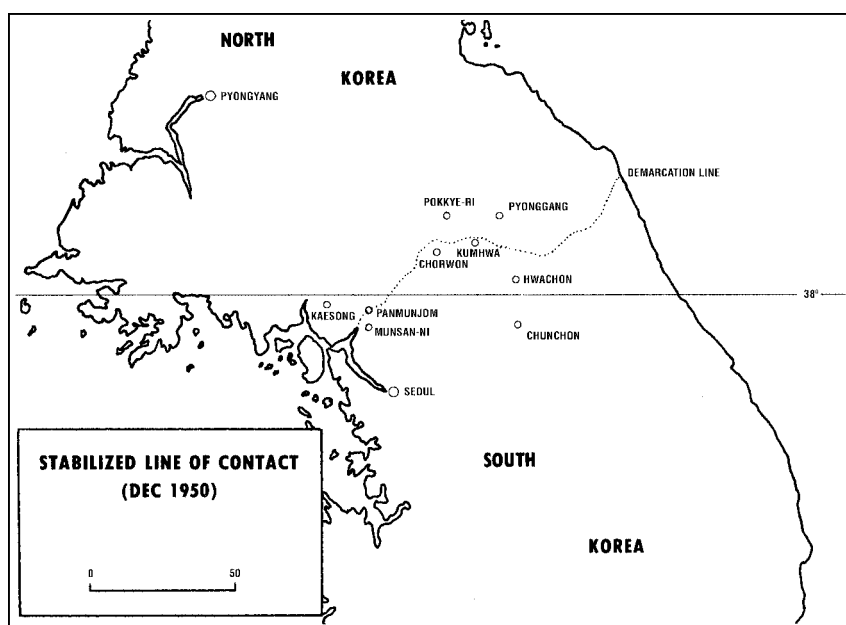 NORTH
KOREA
PYONGYANG
DEMARCATION LINE
POKKYE-RI
PYONGGANG
KUMHWA
CHORWON
HWACHON
38°
KAESONG
PANMUNJOM
MUNSAN-NI
CHUNCHON
SEOUL
STABILIZED LINE OF CONTACT
(DEC 1950)
0 50
SOUTH
KOREA